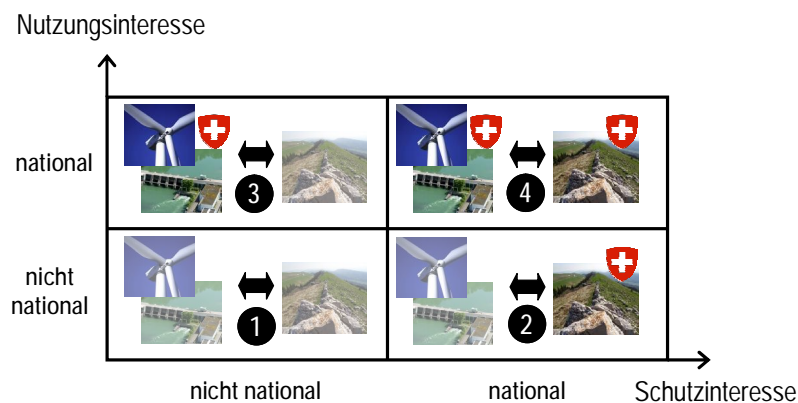 Nutzungsinteresse
national
3
4
nicht
national
1
2
nicht national
national
Schutzinteresse